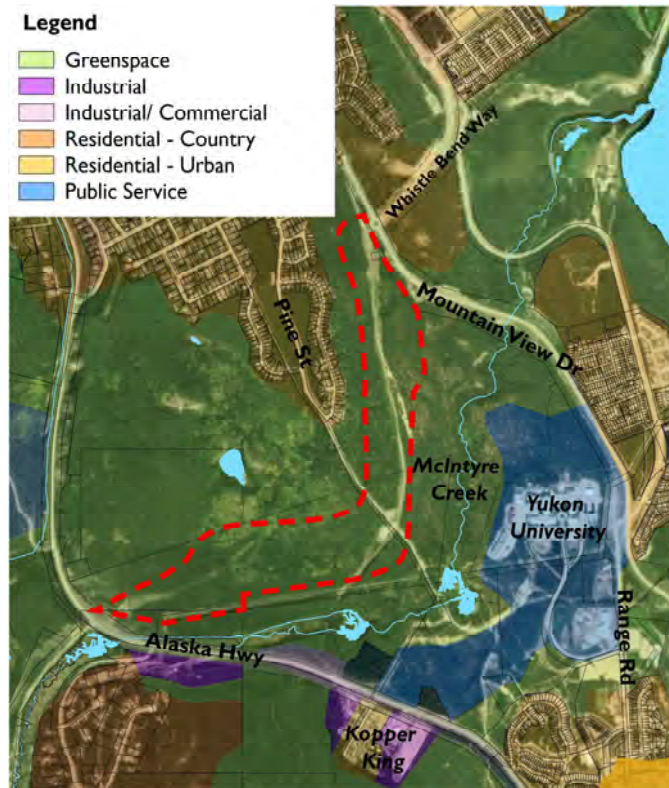 Legend
Greenspace
Industrial
Industrial/ Commercial
Residential - Country
Residential - Urban
Public Service
Whistle Bend Way
Pine St
Mountain View Dr
McIntyre
Creek
Yukon
University
Range Rd
Alaska Hwy
Kopper
King